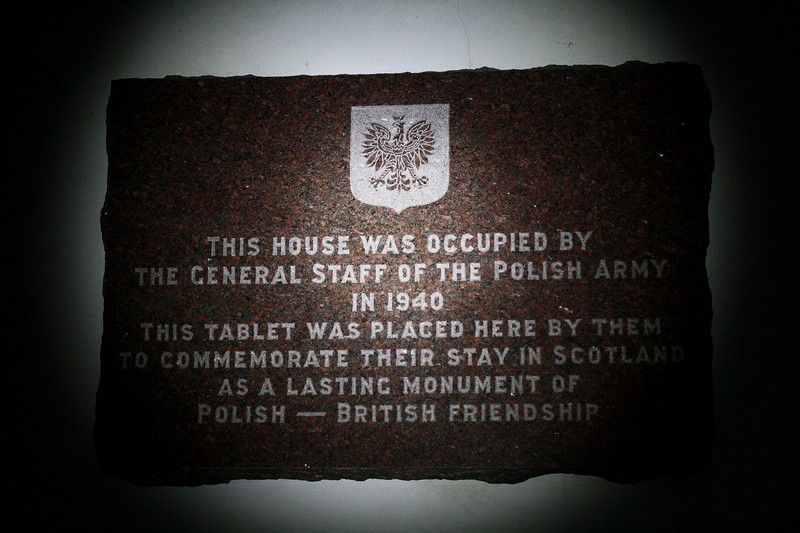 THIS HOUSE WAS OCCUPIED BY
THE GENERAL STAFF OF THE POLISH ARMY
IN 1940
THIS TABLET WAS PLACED HERE BY THEM
TO COMMEMORATE THEIR STAY IN SCOTLAND
AS A LASTING MONUMENT OF
POLISH — BRITISH FRIENDSHIP